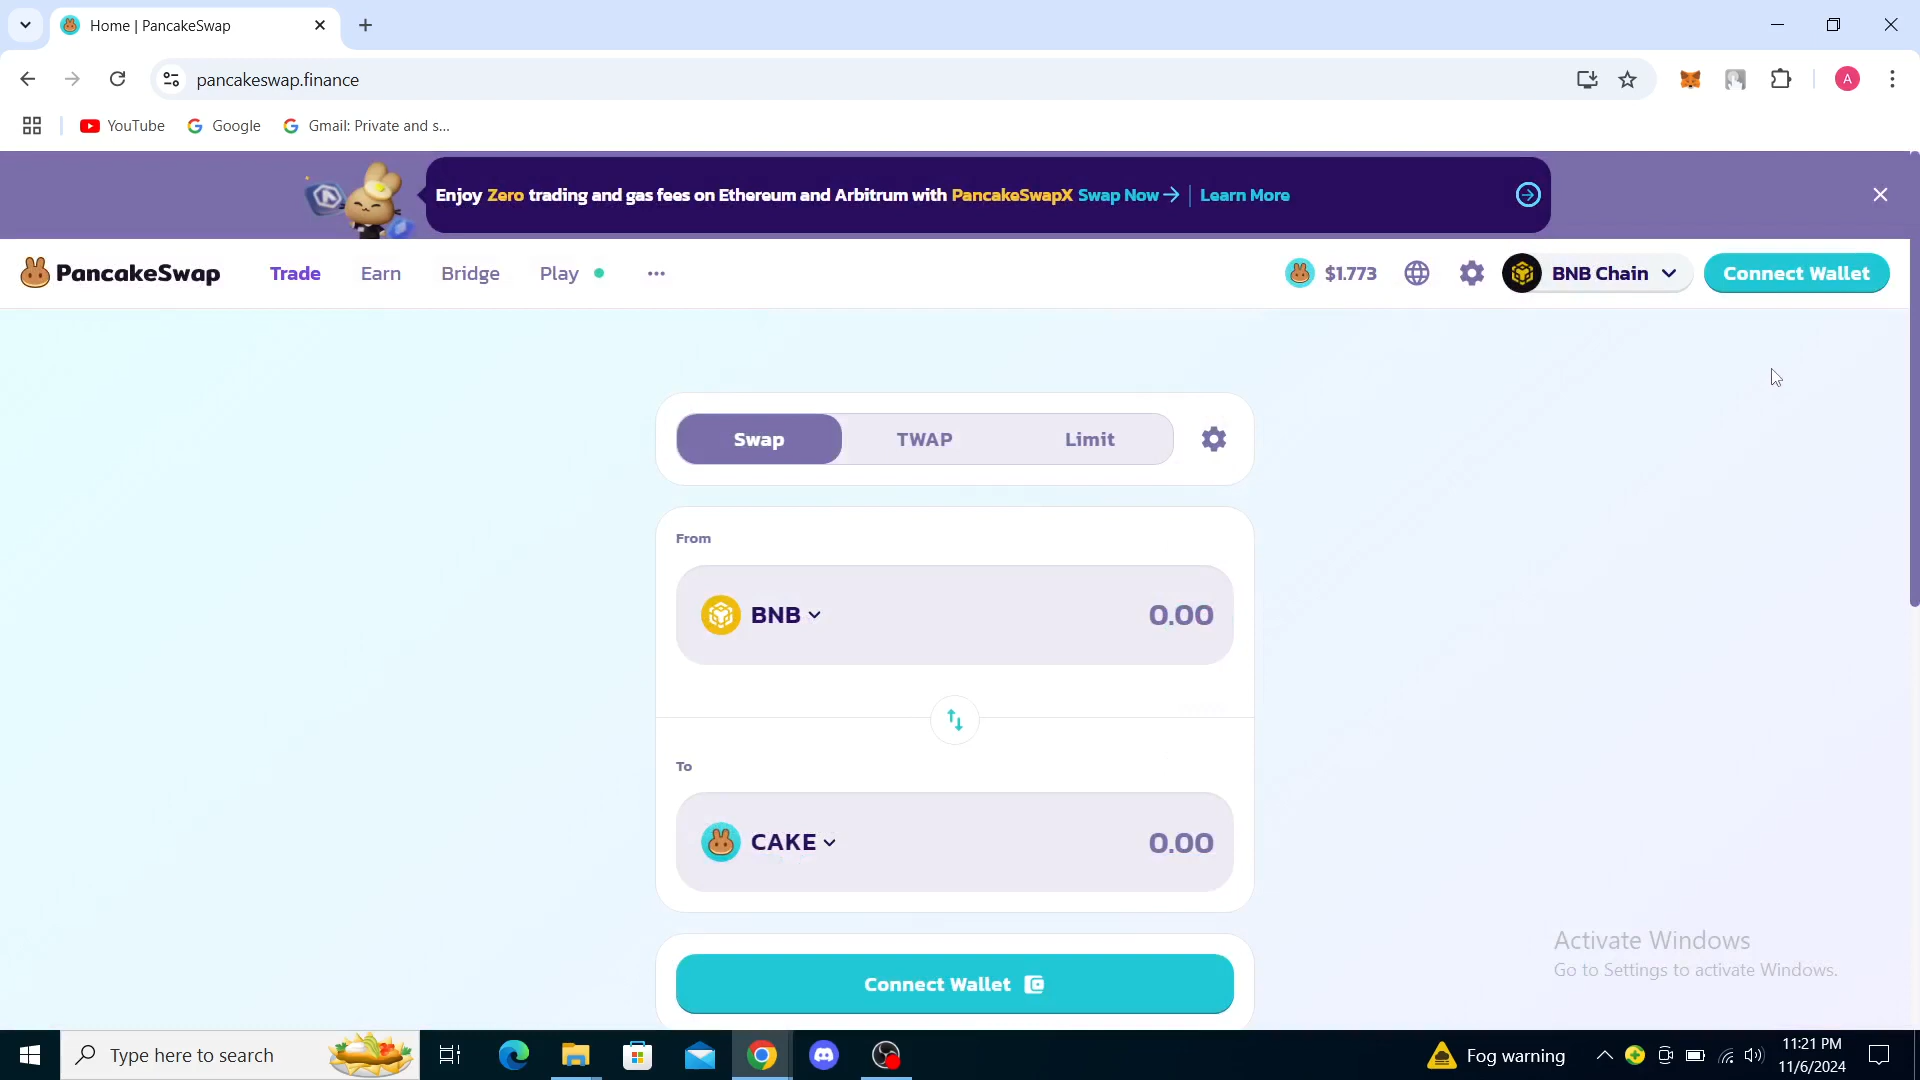 Home | PancakeSwap
pancakeswap.finance
A
YouTube
Google
Gmail: Private and s...
Enjoy Zero trading and gas fees on Ethereum and Arbitrum with PancakeSwapX Swap Now → | Learn More
PancakeSwap
Trade
Earn
Bridge
Play
$1.773
BNB Chain
Connect Wallet
Swap
TWAP
Limit
From
BNB
0.00
To
CAKE
0.00
Connect Wallet
Activate Windows
Go to Settings to activate Windows.
Type here to search
Fog warning
11:21 PM
11/6/2024